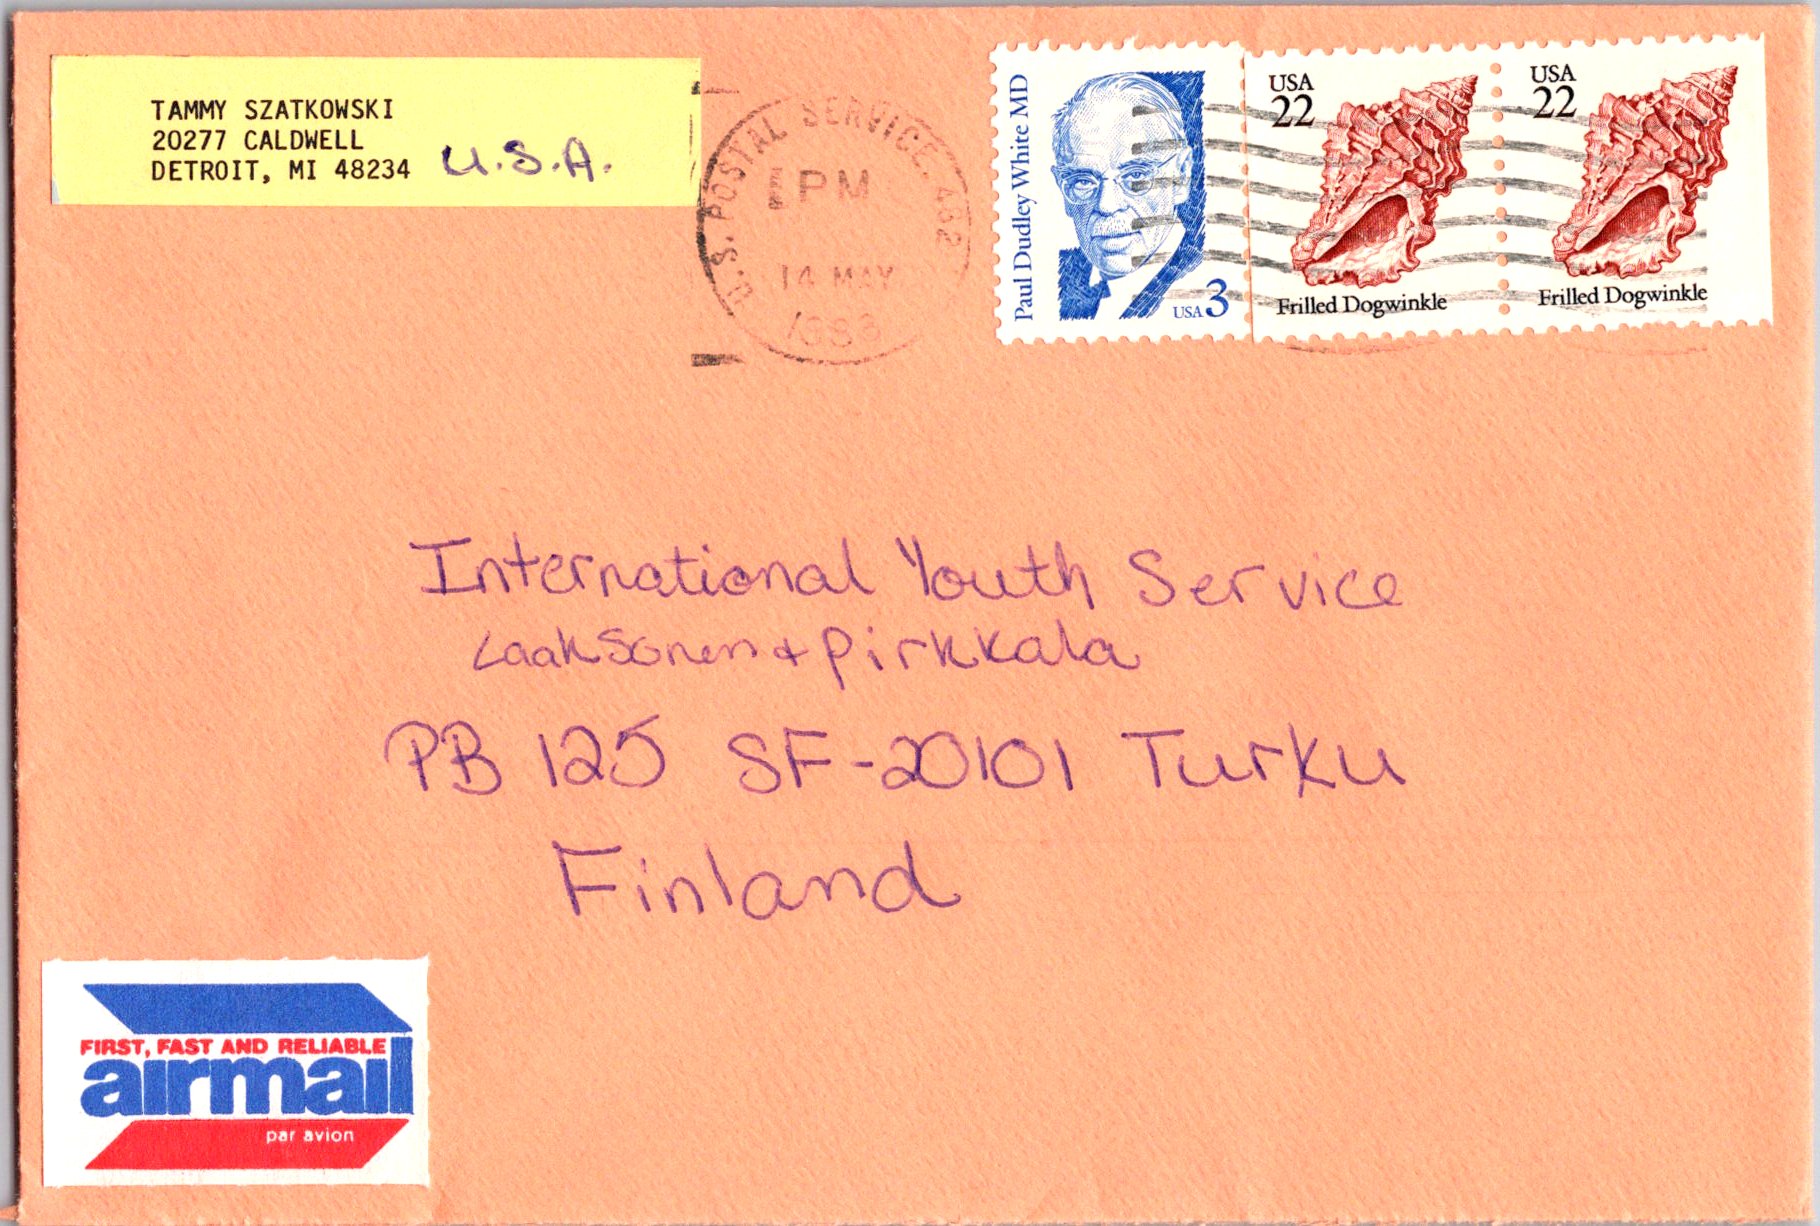 TAMMY SZATKOWSKI
20277 CALDWELL
DETROIT, MI 48234 U.S.A.
U.S. POSTAL SERVICE, 482
PM
14 MAY
1988
Paul Dudley White MD
USA 3
USA
22
Frilled Dogwinkle
USA
22
Frilled Dogwinkle
International Youth Service
Laaksonen & Pirkkala
PB 125 SF-20101 Turku
Finland
FIRST, FAST AND RELIABLE
airmail
par avion